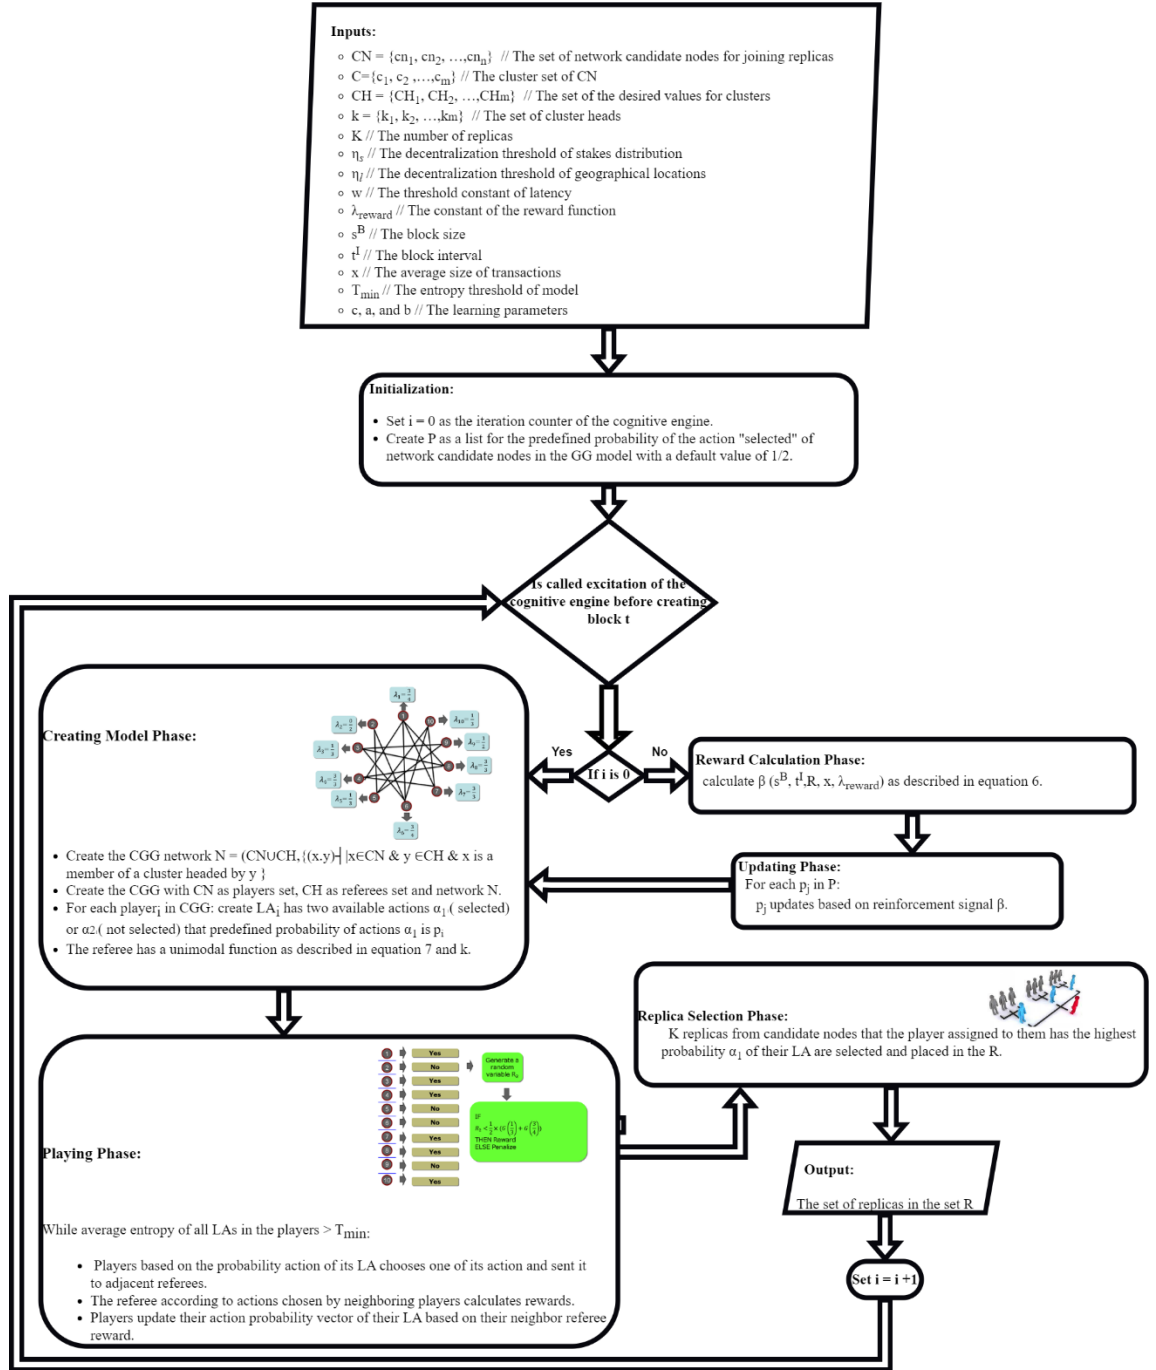 Inputs:
CN = {cn1, cn2, …,cnn} // The set of network candidate nodes for joining replicas
C={c1, c2 ,…,cm} // The cluster set of CN
CH = {CH1, CH2, …,CHm} // The set of the desired values for clusters
k = {k1, k2, …,km} // The set of cluster heads
K // The number of replicas
ηs // The decentralization threshold of stakes distribution
ηl // The decentralization threshold of geographical locations
w // The threshold constant of latency
λreward // The constant of the reward function
s^B // The block size
t^I // The block interval
x // The average size of transactions
Tmin // The entropy threshold of model
c, a, and b // The learning parameters
Initialization:
Set i = 0 as the iteration counter of the cognitive engine.
Create P as a list for the predefined probability of the action "selected" of
network candidate nodes in the GG model with a default value of 1/2.
Is called excitation of the
cognitive engine before creating
block t
Yes
If i is 0
No
Creating Model Phase:
Create the CGG network N = (CN∪CH,{(x.y)┤|x∈CN & y ∈CH & x is a
member of a cluster headed by y }
Create the CGG with CN as players set, CH as referees set and network N.
For each playeri in CGG: create LAi has two available actions α1.( selected)
or α2.( not selected) that predefined probability of actions α1 is pi
The referee has a unimodal function as described in equation 7 and k.
Reward Calculation Phase:
calculate β (s^B, t^I,R, x, λreward) as described in equation 6.
Updating Phase:
For each pj in P:
pj updates based on reinforcement signal β.
Replica Selection Phase:
K replicas from candidate nodes that the player assigned to them has the highest
probability α1 of their LA are selected and placed in the R.
Output:
The set of replicas in the set R
Set i = i +1
Playing Phase:
1 Yes
2 No
3 Yes
4 Yes
5 No
6 No
7 Yes
8 Yes
9 No
10 Yes
Generate a
random
variable
IF
THEN Reward
ELSE Penalize
While average entropy of all LAs in the players > Tmin:
Players based on the probability action of its LA chooses one of its action and sent it
to adjacent referees.
The referee according to actions chosen by neighboring players calculates rewards.
Players update their action probability vector of their LA based on their neighbor referee
reward.